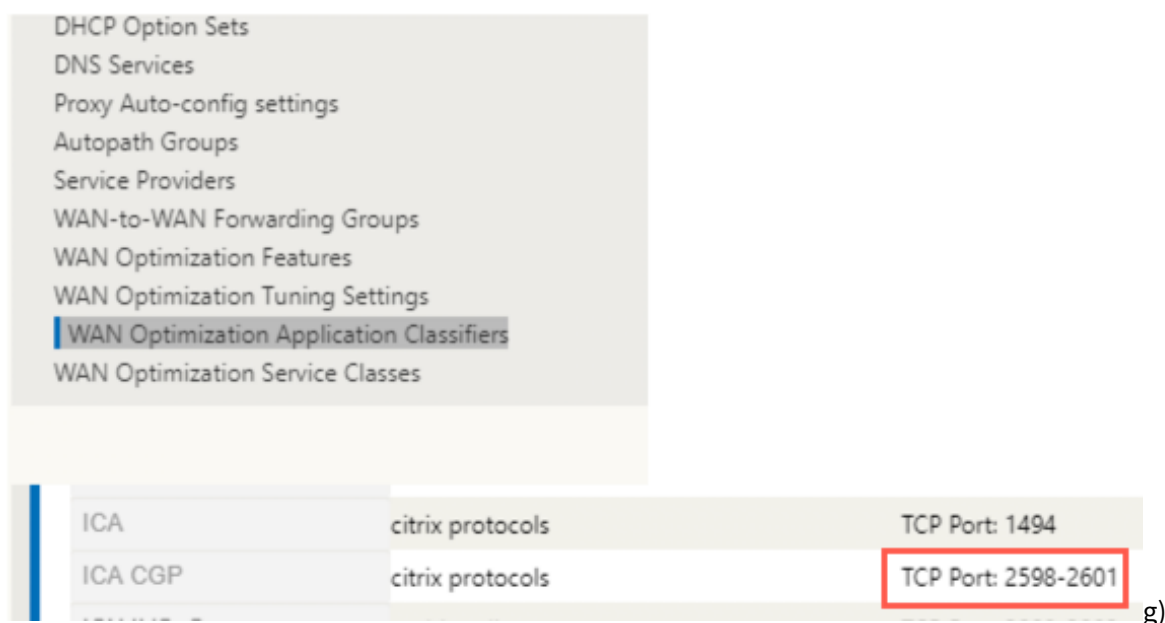 DHCP Option Sets
DNS Services
Proxy Auto-config settings
Autopath Groups
Service Providers
WAN-to-WAN Forwarding Groups
WAN Optimization Features
WAN Optimization Tuning Settings
WAN Optimization Application Classifiers
WAN Optimization Service Classes
ICA citrix protocols TCP Port: 1494
ICA CGP citrix protocols TCP Port: 2598-2601
g)